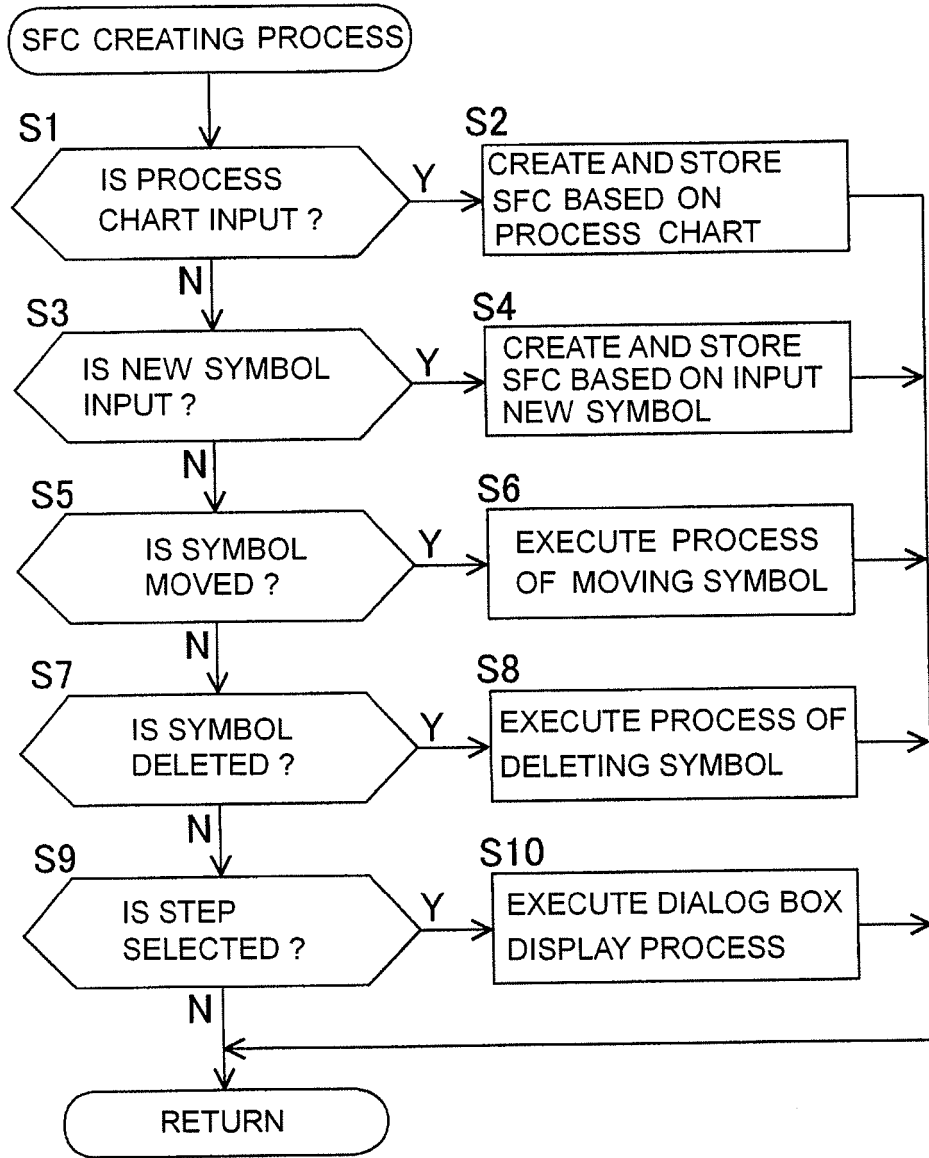 SFC CREATING PROCESS
S1
IS PROCESS
CHART INPUT ?
Y
S2
CREATE AND STORE
SFC BASED ON
PROCESS CHART
N
S3
IS NEW SYMBOL
INPUT ?
Y
S4
CREATE AND STORE
SFC BASED ON INPUT
NEW SYMBOL
N
S5
IS SYMBOL
MOVED ?
Y
S6
EXECUTE PROCESS
OF MOVING SYMBOL
N
S7
IS SYMBOL
DELETED ?
Y
S8
EXECUTE PROCESS OF
DELETING SYMBOL
N
S9
IS STEP
SELECTED ?
Y
S10
EXECUTE DIALOG BOX
DISPLAY PROCESS
N
RETURN